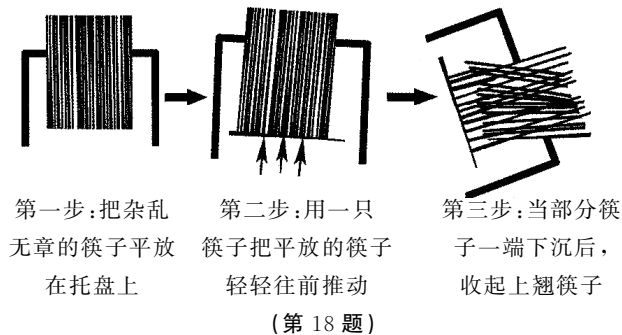 第一步:把杂乱
无章的筷子平放
在托盘上
第二步:用一只
筷子把平放的筷子
轻轻往前推动
第三步:当部分筷
子一端下沉后,
收起上翘筷子
(第 18 题)